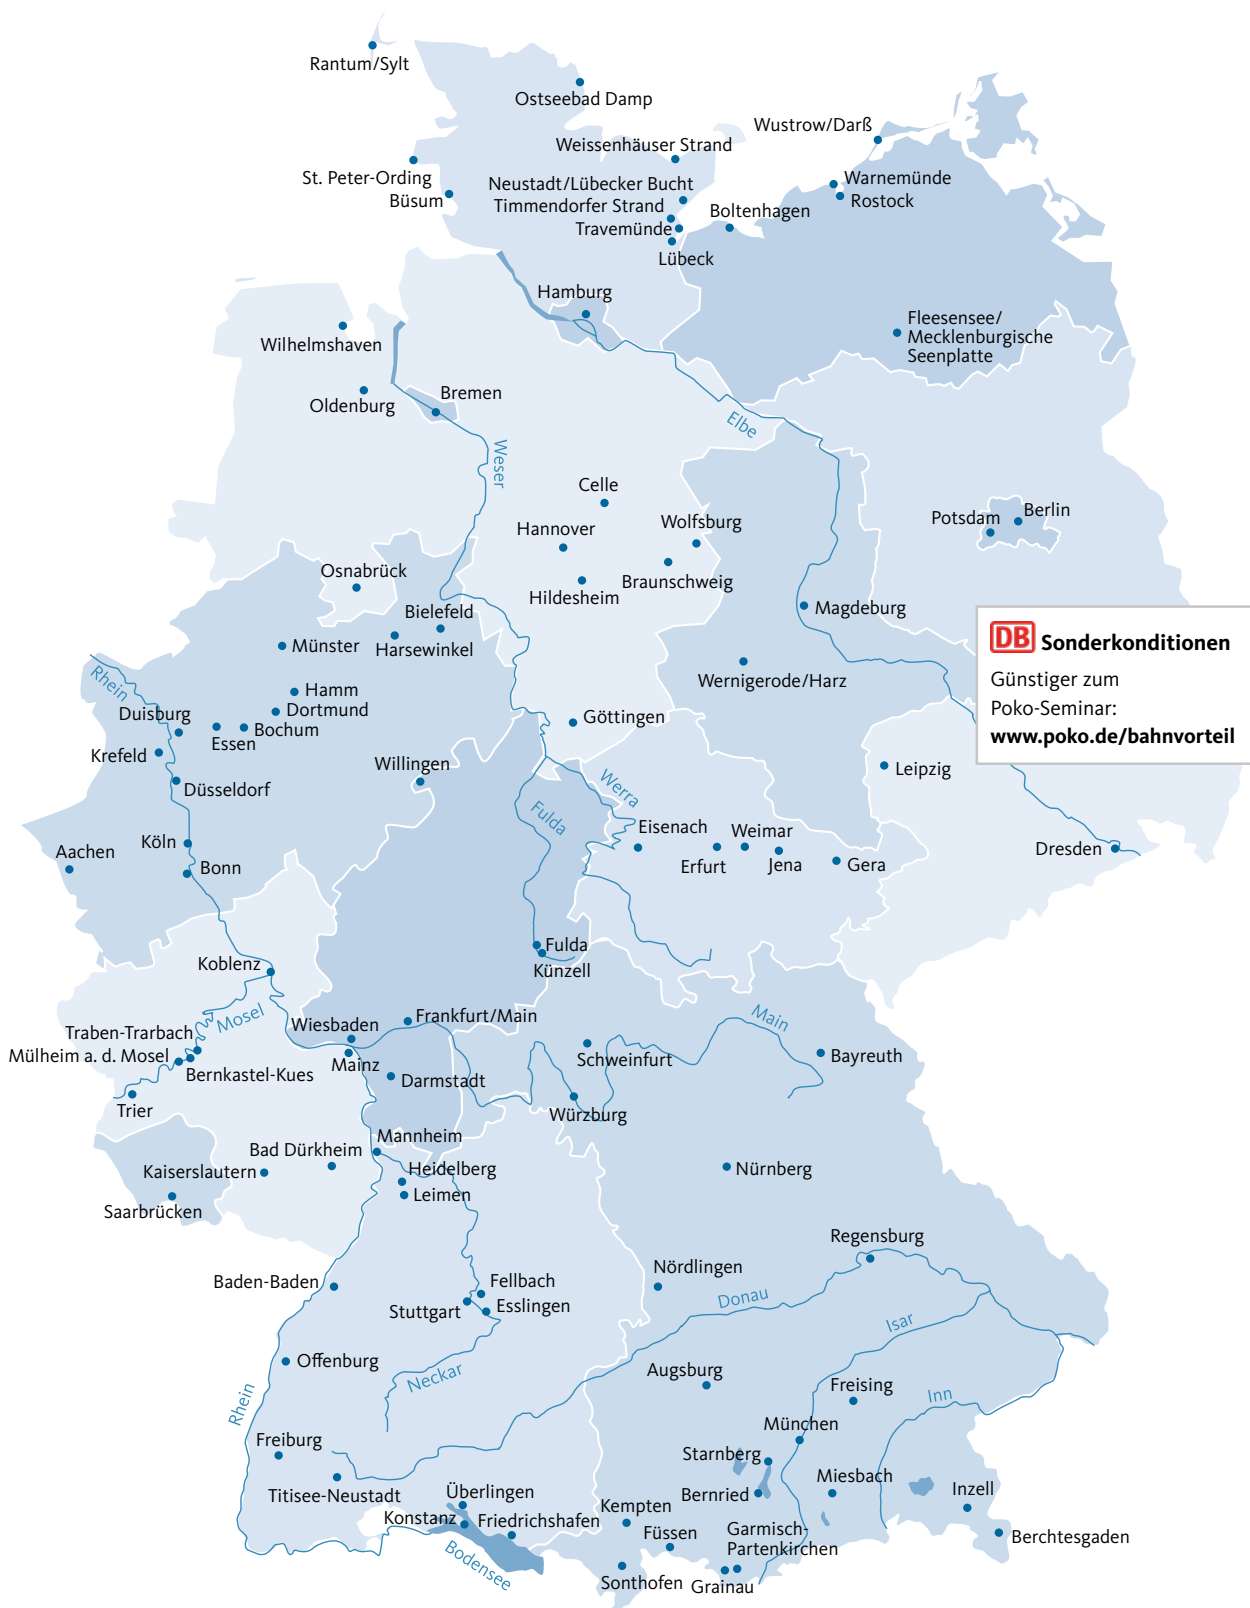 Rantum/Sylt
Ostseebad Damp
Wustrow/Darß
Weissenhäuser Strand
St. Peter-Ording
Büsum
Neustadt/Lübecker Bucht
Timmendorfer Strand
Travemünde
Lübeck
Boltenhagen
Warnemünde
Rostock
Hamburg
Fleesensee/
Mecklenburgische
Seenplatte
Wilhelmshaven
Oldenburg
Bremen
Elbe
Weser
Celle
Hannover
Wolfsburg
Braunschweig
Hildesheim
Potsdam
Berlin
Osnabrück
Bielefeld
Harsewinkel
Münster
Magdeburg
Wernigerode/Harz
DB Sonderkonditionen
Günstiger zum
Poko-Seminar:
www.poko.de/bahnvorteil
Rhein
Hamm
Dortmund
Duisburg
Bochum
Essen
Krefeld
Düsseldorf
Göttingen
Willingen
Werra
Fulda
Leipzig
Eisenach
Weimar
Erfurt
Jena
Gera
Dresden
Köln
Aachen
Bonn
Fulda
Künzell
Koblenz
Mosel
Traben-Trarbach
Mülheim a. d. Mosel
Bernkastel-Kues
Trier
Wiesbaden
Frankfurt/Main
Mainz
Darmstadt
Main
Schweinfurt
Bayreuth
Würzburg
Mannheim
Bad Dürkheim
Kaiserslautern
Heidelberg
Leimen
Saarbrücken
Nürnberg
Regensburg
Baden-Baden
Fellbach
Stuttgart
Esslingen
Nördlingen
Donau
Isar
Offenburg
Neckar
Augsburg
Freising
Inn
Rhein
München
Freiburg
Starnberg
Titisee-Neustadt
Bernried
Miesbach
Inzell
Überlingen
Konstanz
Friedrichshafen
Kempten
Füssen
Garmisch-
Partenkirchen
Berchtesgaden
Bodensee
Sonthofen
Grainau